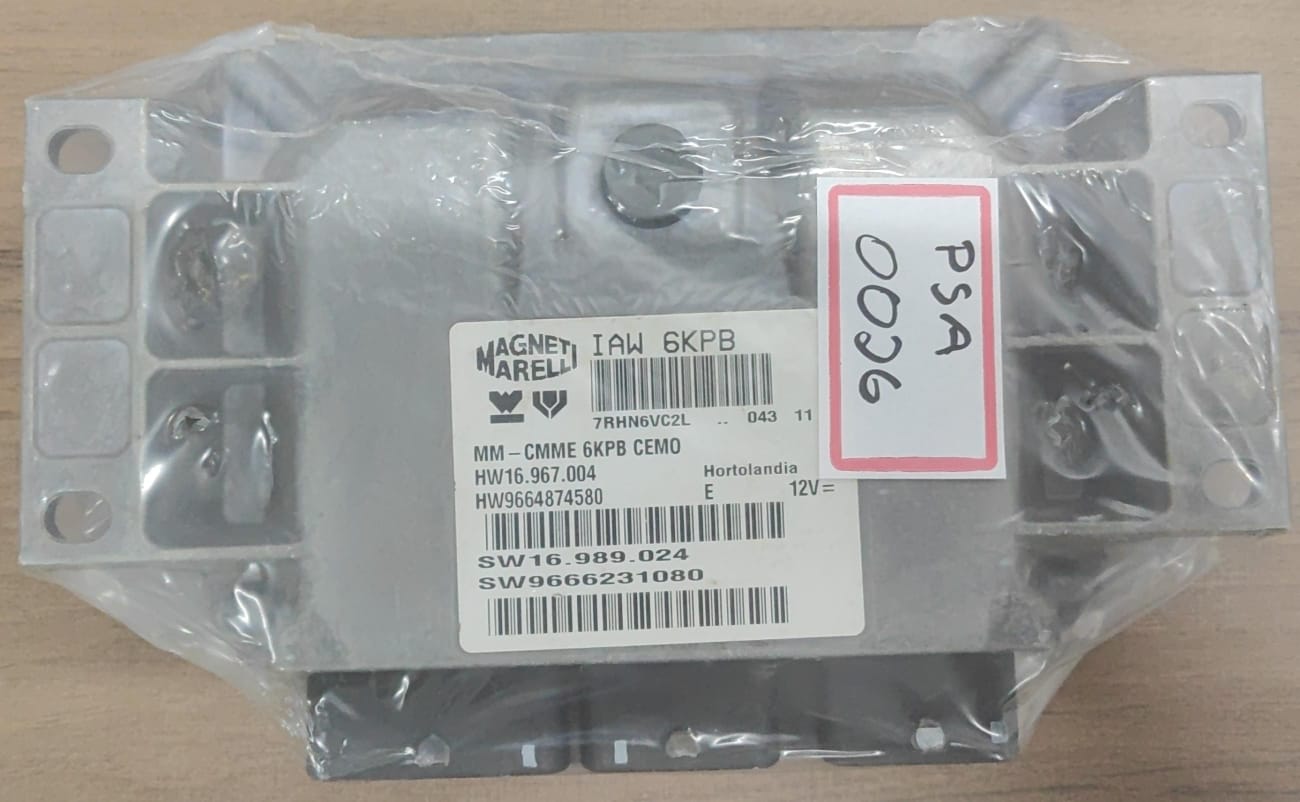 MAGNETI
MARELLI
IAW 6KPB
7RHN6VC2L .. 043 11
MM-CMME 6KPB CEMO
HW16.967.004
Hortolandia
HW9664874580
E 12V=
SW16.989.024
SW9666231080
PSA
0006